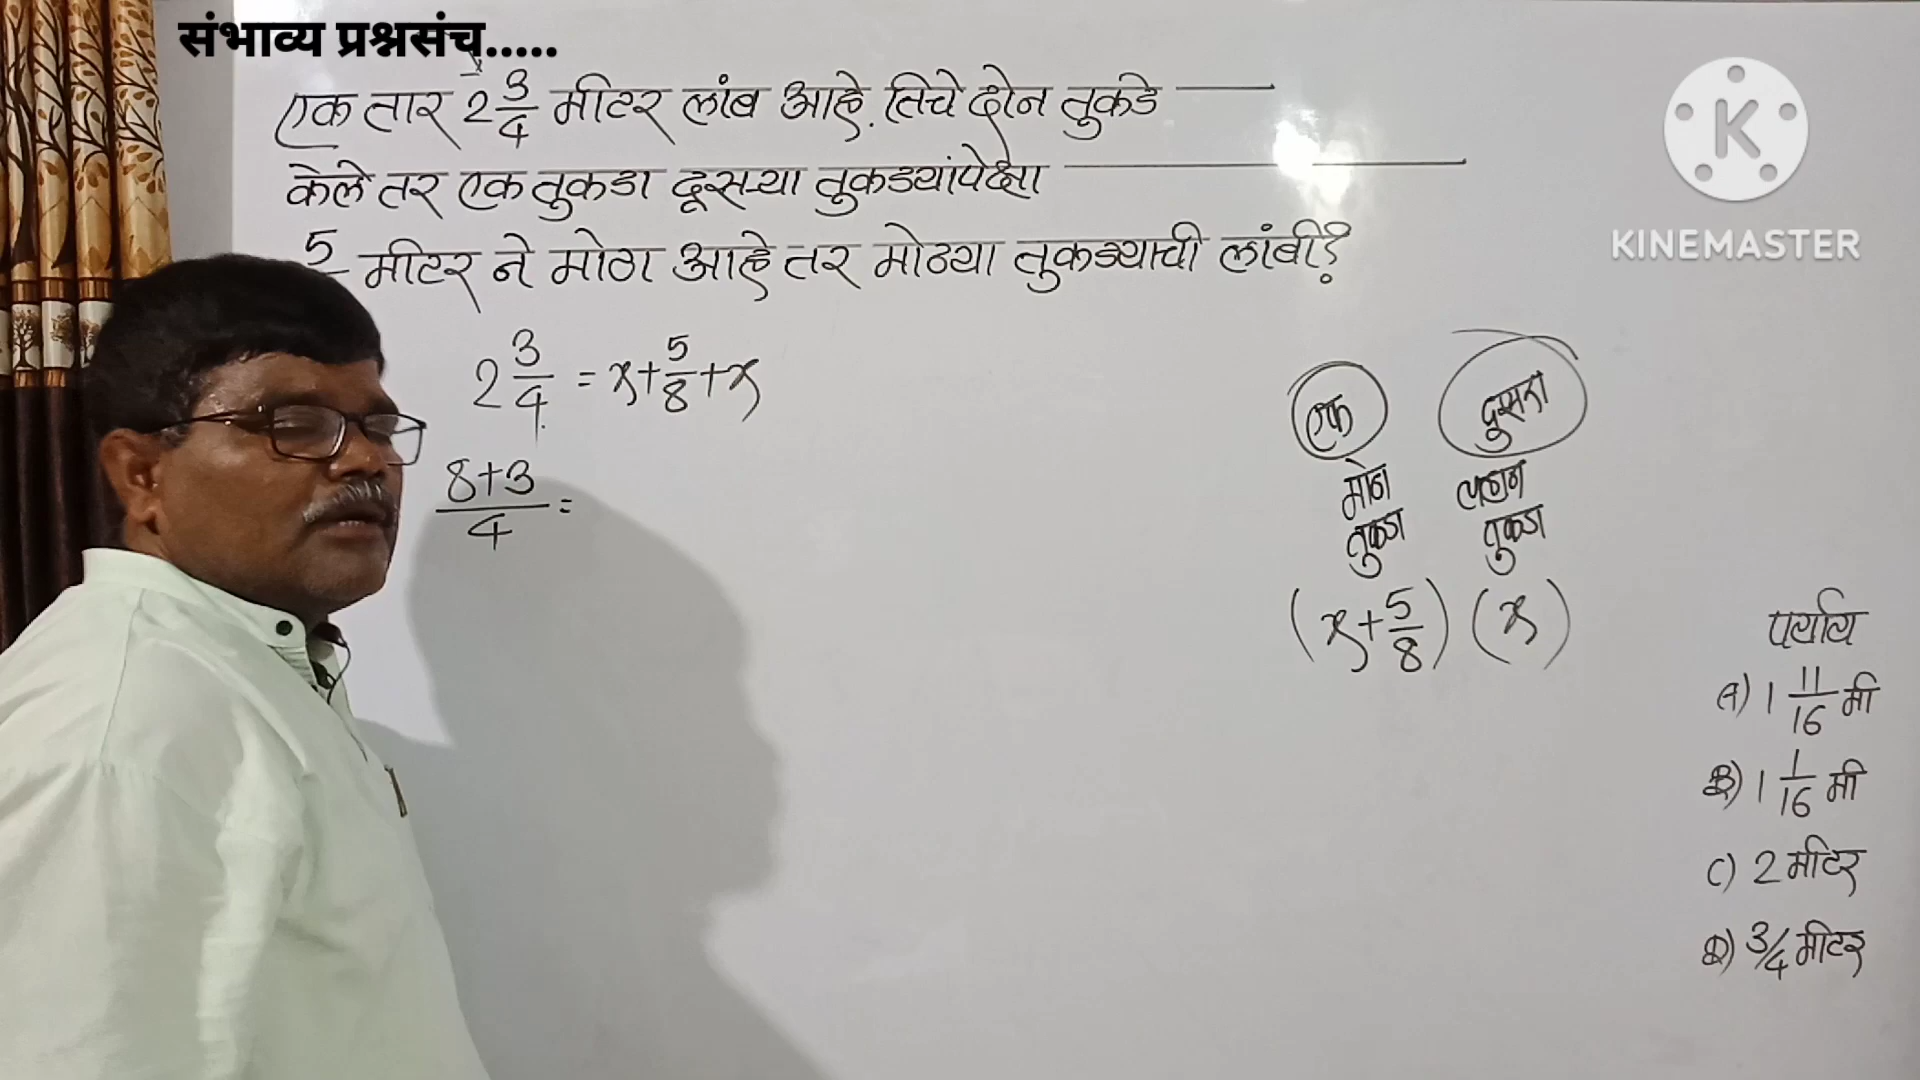 संभाव्य प्रश्नसंच.....
एक तार 2 3/4 मीटर लांब आहे. तिचे दोन तुकडे
केले तर एक तुकडा दूसऱ्या तुकड्यांपेक्षा
5 मीटर ने मोठा आहे तर मोठ्या तुकड्याची लांबी?
2 3/4 = x + 5/8 + x
8+3/4 =
एक दूसरा
मोठा लहान
तुकडा तुकडा
(x + 5/8) (x)
पर्याय
A) 1 11/16 मी
B) 1 1/16 मी
C) 2 मीटर
D) 3/4 मीटर
K
KINEMASTER